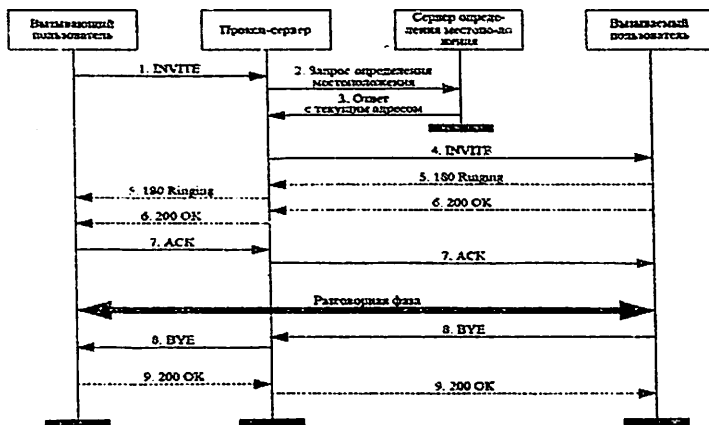 Вызывающий
пользователь
Прокси-сервер
Сервер опреде-
ления местополо-
жения
Вызываемый
пользователь
1. INVITE
2. Запрос определения
местоположения
3. Ответ
с текущим адресом
4. INVITE
5. 180 Ringing
5. 180 Ringing
6. 200 OK
6. 200 OK
7. ACK
7. ACK
Разговорная фаза
8. BYE
8. BYE
9. 200 OK
9. 200 OK